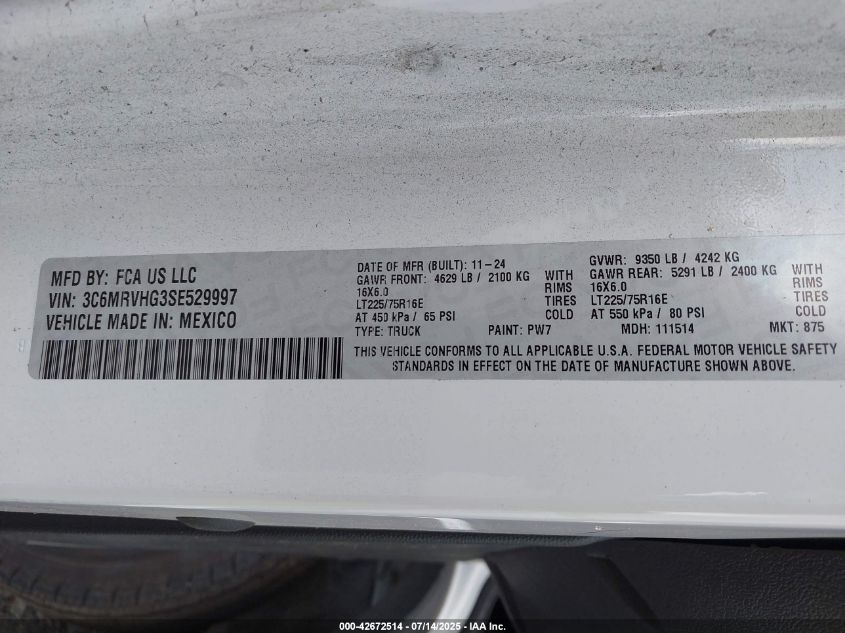 MFD BY: FCA US LLC
VIN: 3C6MRVHG3SE529997
VEHICLE MADE IN: MEXICO
DATE OF MFR (BUILT): 11-24
GAWR FRONT: 4629 LB / 2100 KG WITH
16X6.0 RIMS
LT225/75R16E TIRES
AT 450 kPa / 65 PSI COLD
TYPE: TRUCK PAINT: PW7
GVWR: 9350 LB / 4242 KG
GAWR REAR: 5291 LB / 2400 KG WITH
16X6.0 RIMS
LT225/75R16E TIRES
AT 550 kPa / 80 PSI COLD
MDH: 111514 MKT: 875
THIS VEHICLE CONFORMS TO ALL APPLICABLE U.S.A. FEDERAL MOTOR VEHICLE SAFETY
STANDARDS IN EFFECT ON THE DATE OF MANUFACTURE SHOWN ABOVE.
000-42672514 - 07/14/2025 - IAA Inc.